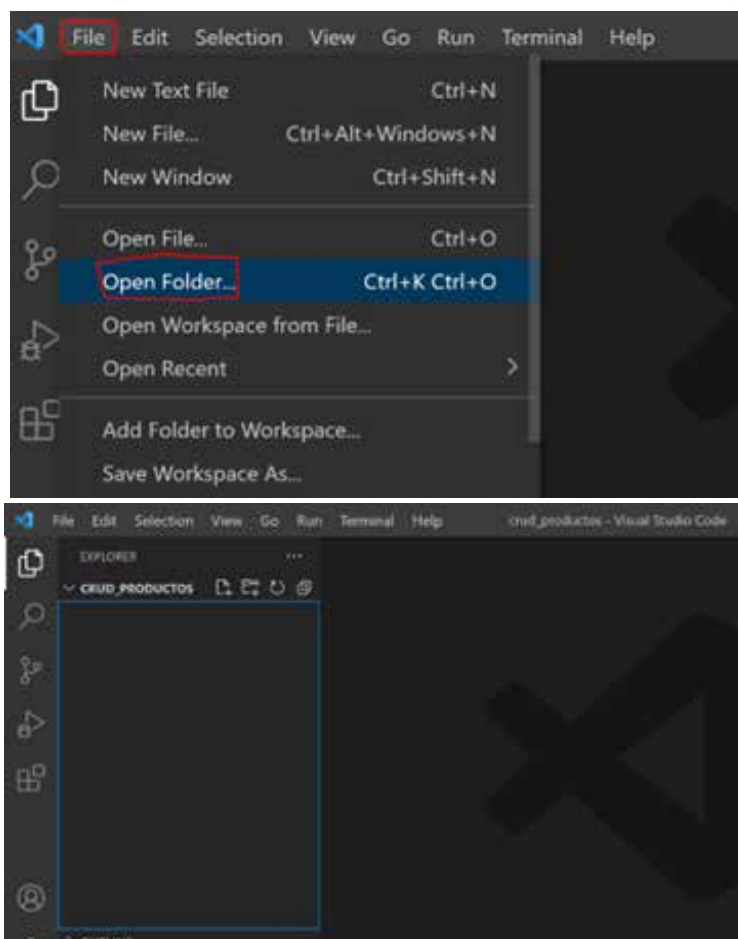 File Edit Selection View Go Run Terminal Help
New Text File Ctrl+N
New File... Ctrl+Alt+Windows+N
New Window Ctrl+Shift+N
Open File... Ctrl+O
Open Folder... Ctrl+K Ctrl+O
Open Workspace from File...
Open Recent
Add Folder to Workspace...
Save Workspace As...
File Edit Selection View Go Run Terminal Help crud_productos - Visual Studio Code
EXPLORER ...
CRUD_PRODUCTOS